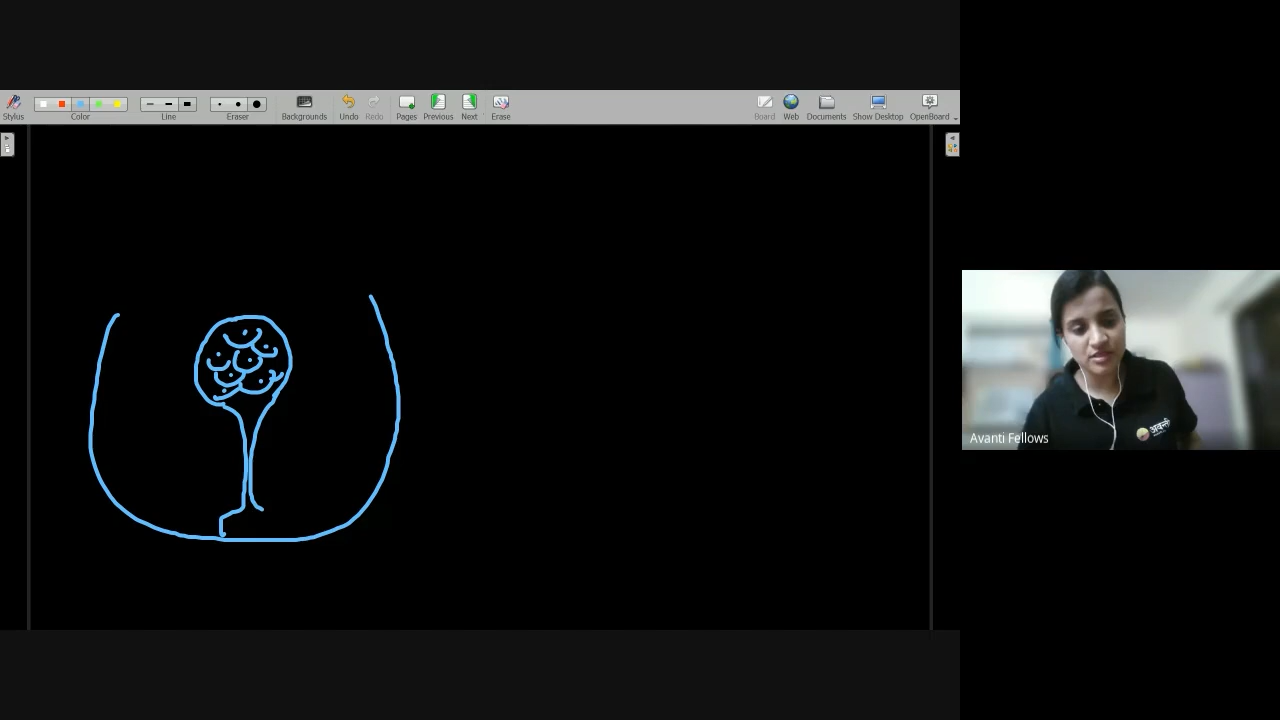 Stylus
Color
Line
Eraser
Backgrounds
Undo
Redo
Pages
Previous
Next
Erase
Board
Web
Documents
Show Desktop
OpenBoard
Avanti Fellows
अवन्ती